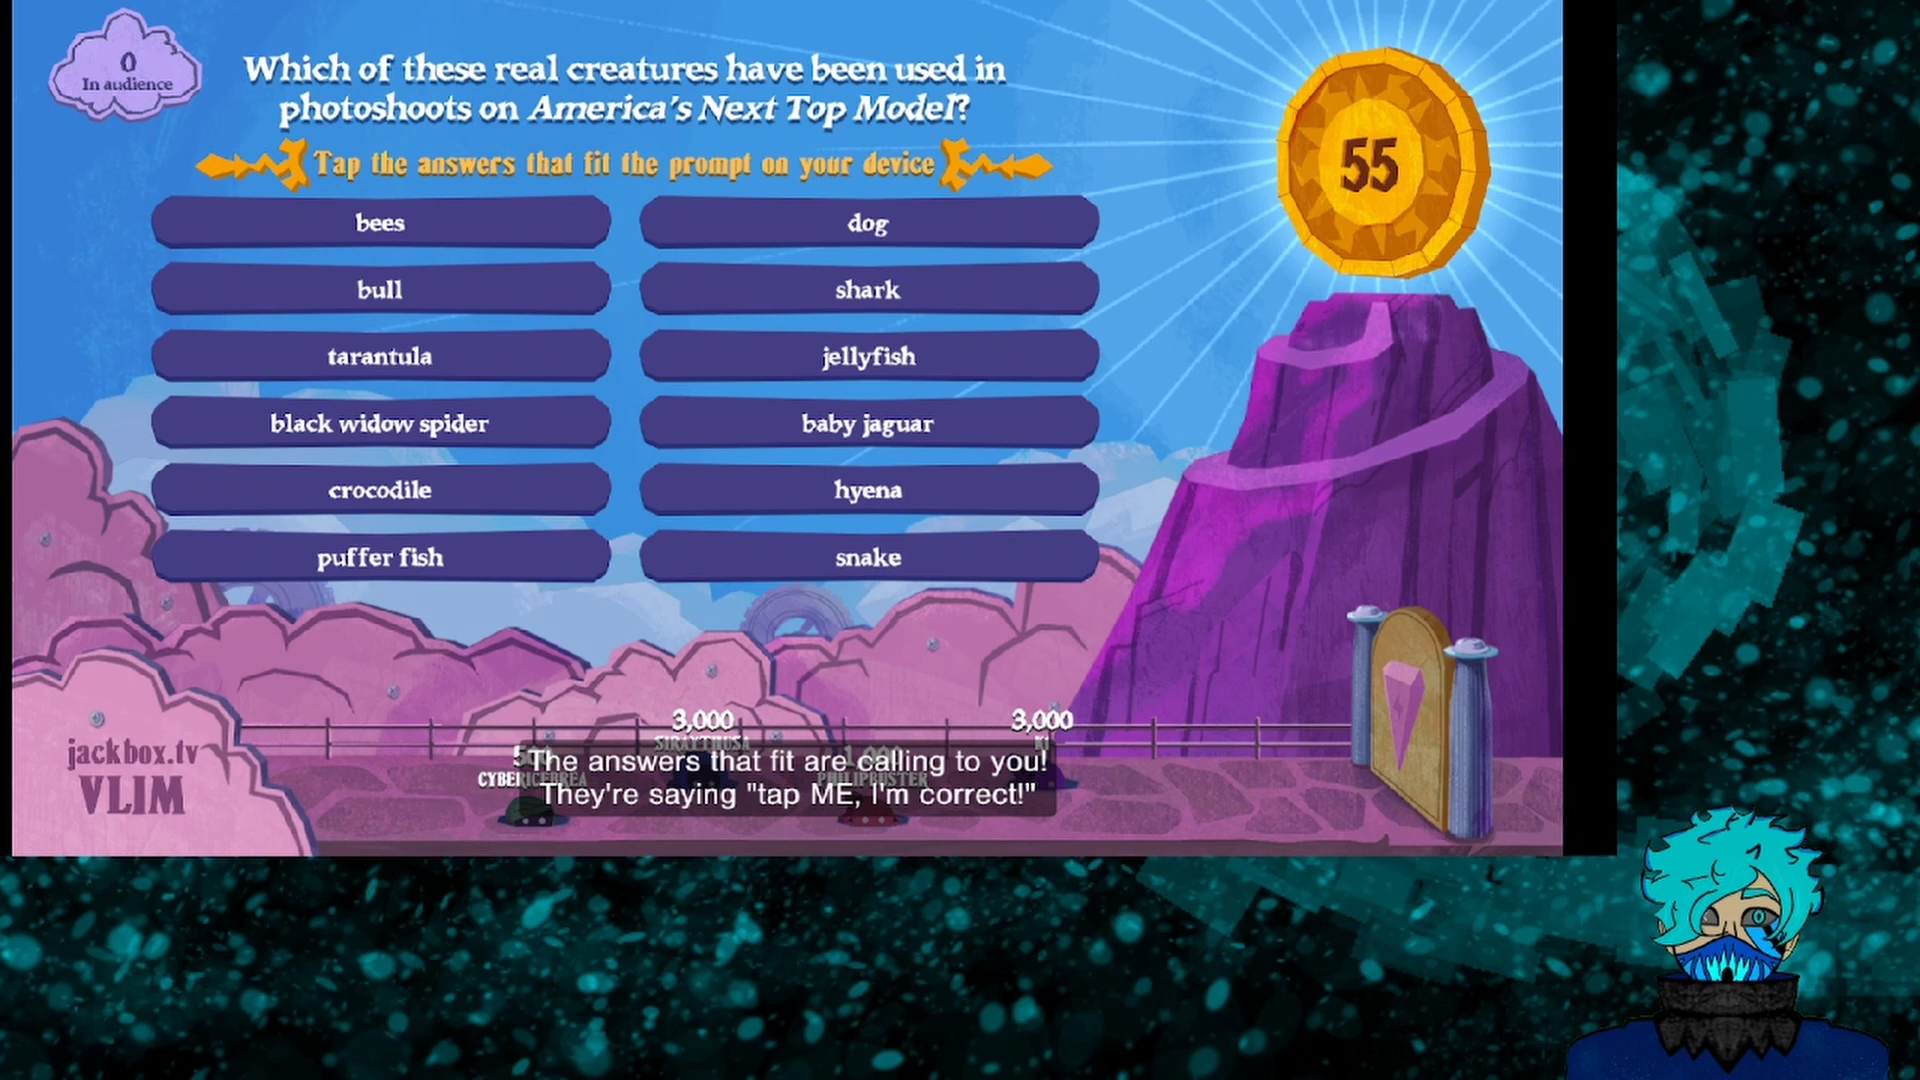 0
In audience
Which of these real creatures have been used in
photoshoots on America's Next Top Model?
Tap the answers that fit the prompt on your device
55
bees
dog
bull
shark
tarantula
jellyfish
black widow spider
baby jaguar
crocodile
hyena
puffer fish
snake
3,000
3,000
jackbox.tv
VLIM
The answers that fit are calling to you!
They're saying "tap ME, I'm correct!"